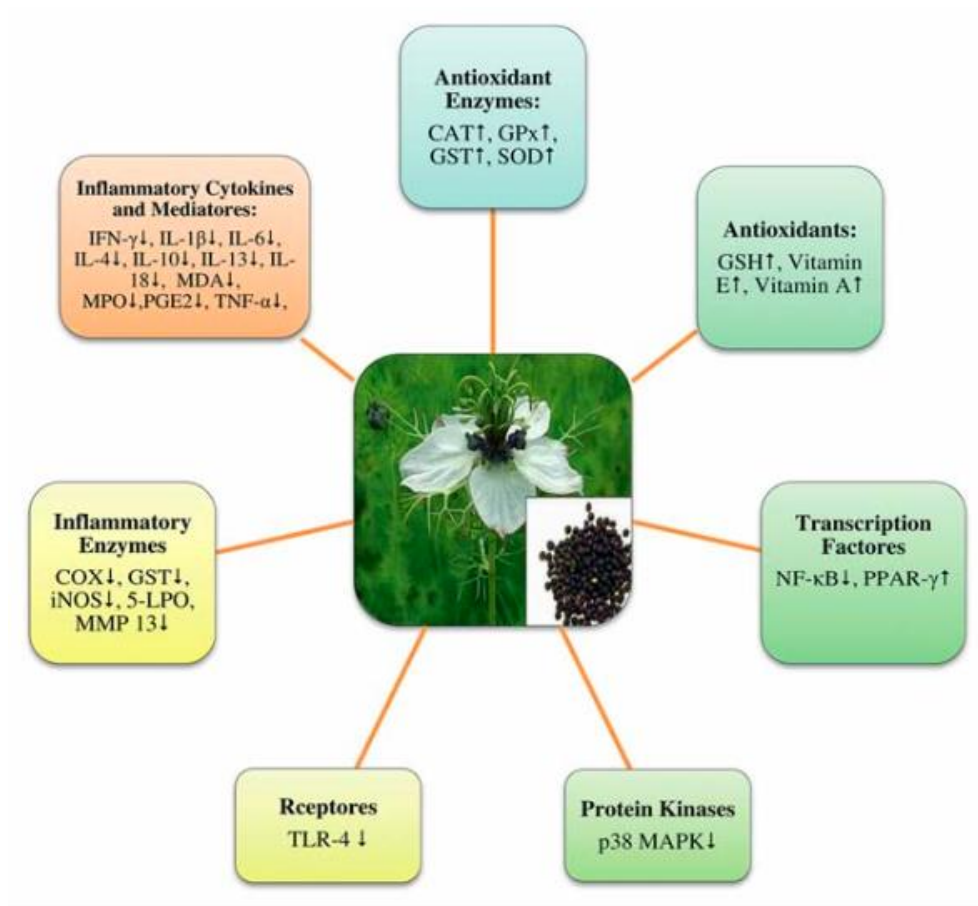 Antioxidant
Enzymes:
CAT↑, GPx↑,
GST↑, SOD↑
Inflammatory Cytokines
and Mediatores:
IFN-γ↓, IL-1β↓, IL-6↓,
IL-4↓, IL-10↓, IL-13↓, IL-
18↓, MDA↓,
MPO↓,PGE2↓, TNF-α↓,
Antioxidants:
GSH↑, Vitamin
E↑, Vitamin A↑
Inflammatory
Enzymes
COX↓, GST↓,
iNOS↓, 5-LPO,
MMP 13↓
Transcription
Factores
NF-κB↓, PPAR-γ↑
Rceptores
TLR-4 ↓
Protein Kinases
p38 MAPK↓